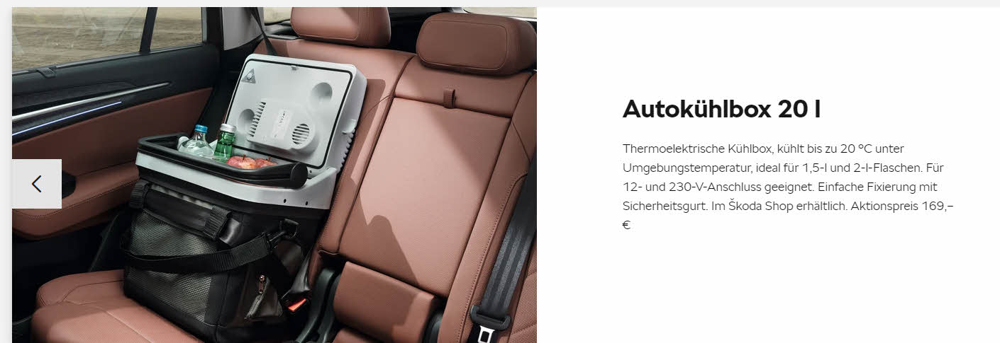 Autokühlbox 20 l
Thermoelektrische Kühlbox, kühlt bis zu 20 °C unter
Umgebungstemperatur, ideal für 1,5-l und 2-l-Flaschen. Für
12- und 230-V-Anschluss geeignet. Einfache Fixierung mit
Sicherheitsgurt. Im Škoda Shop erhältlich. Aktionspreis 169,–
€